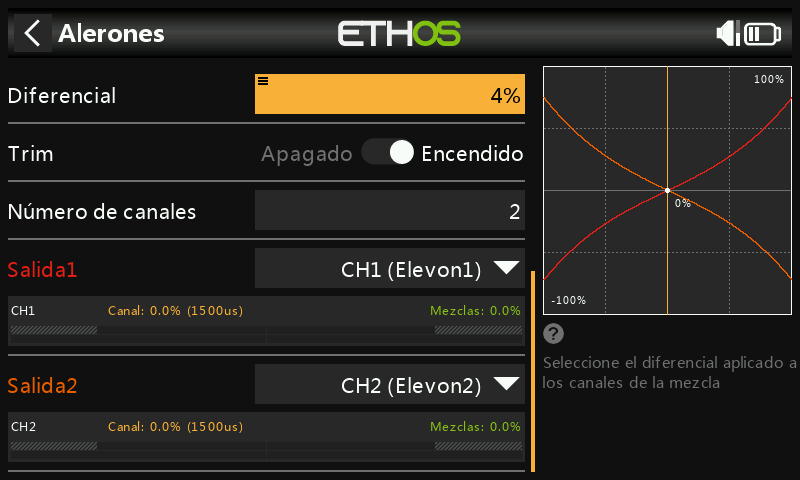 Alerones
ETHOS
Diferencial
4%
Trim
Apagado
Encendido
Número de canales
2
Salida1
CH1 (Elevon1)
CH1
Canal: 0.0% (1500us)
Mezclas: 0.0%
Salida2
CH2 (Elevon2)
CH2
Canal: 0.0% (1500us)
Mezclas: 0.0%
100%
0%
-100%
?
Seleccione el diferencial aplicado a
los canales de la mezcla